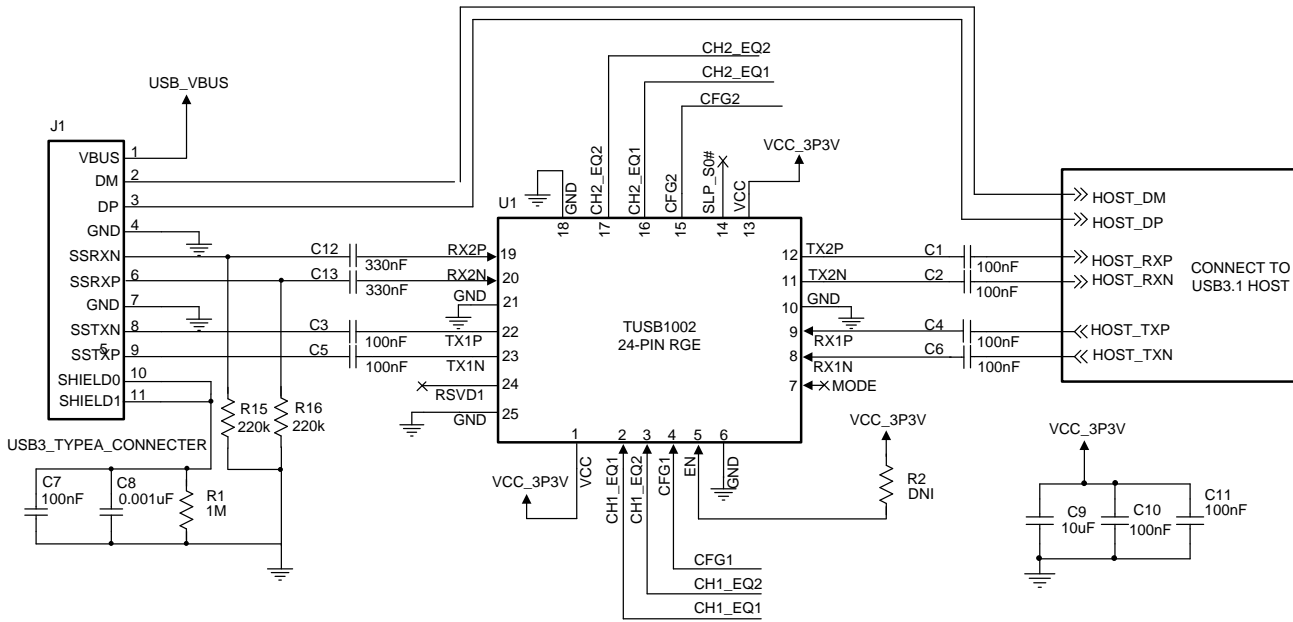 CH2_EQ2
CH2_EQ1
CFG2
USB_VBUS
J1
VBUS 1
DM 2
DP 3
GND 4
SSRXN
SSRXP 6
GND 7
SSTXN 8
SSTXP 9
5
SHIELD0 10
SHIELD1 11
USB3_TYPEA_CONNECTER
C12
330nF
C13
330nF
C3
100nF
C5
100nF
R15
220k
R16
220k
C7
100nF
C8
0.001uF
R1
1M
U1
GND
CH2_EQ2
CH2_EQ1
CFG2
SLP_S0#
VCC
VCC_3P3V
18 17 16 15 14 13
RX2P 19
RX2N 20
GND 21
22
TX1P
23
TX1N
24
RSVD1
25
GND
TUSB1002
24-PIN RGE
12 TX2P
11 TX2N
10 GND
9
RX1P
8
RX1N
7 MODE
1 2 3 4 5 6
VCC
CH1_EQ1
CH1_EQ2
CFG1
EN
GND
VCC_3P3V
CFG1
CH1_EQ2
CH1_EQ1
VCC_3P3V
R2
DNI
C1
100nF
C2
100nF
C4
100nF
C6
100nF
HOST_DM
HOST_DP
HOST_RXP
HOST_RXN
HOST_TXP
HOST_TXN
CONNECT TO
USB3.1 HOST
VCC_3P3V
C9
10uF
C10
100nF
C11
100nF